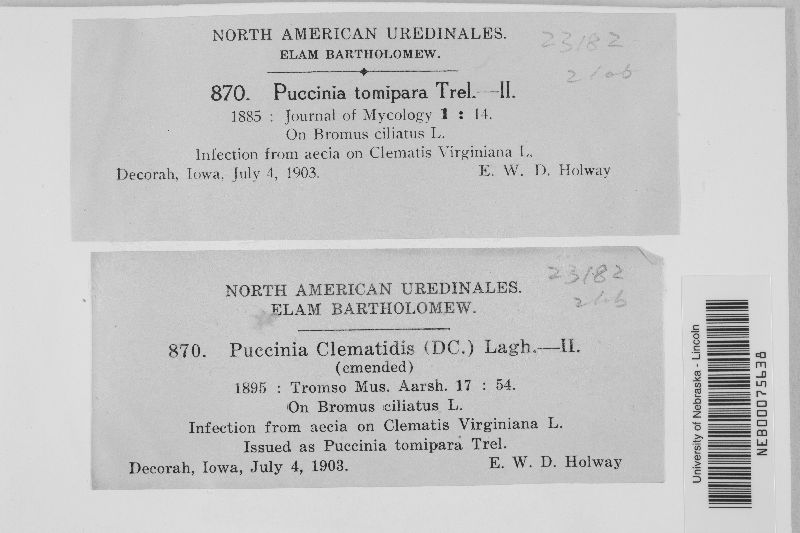 NORTH AMERICAN UREDINALES.
ELAM BARTHOLOMEW.
23182
870. Puccinia tomipara Trel.—II.
1885 : Journal of Mycology 1 : 14.
On Bromus ciliatus L.
Infection from aecia on Clematis Virginiana L.
Decorah, Iowa, July 4, 1903. E. W. D. Holway
NORTH AMERICAN UREDINALES.
ELAM BARTHOLOMEW.
23182
870. Puccinia Clematidis (DC.) Lagh.—II.
(emended)
1895 : Tromso Mus. Aarsh. 17 : 54.
On Bromus ciliatus L.
Infection from aecia on Clematis Virginiana L.
Issued as Puccinia tomipara Trel.
Decorah, Iowa, July 4, 1903. E. W. D. Holway
University of Nebraska - Lincoln
NEB00075638